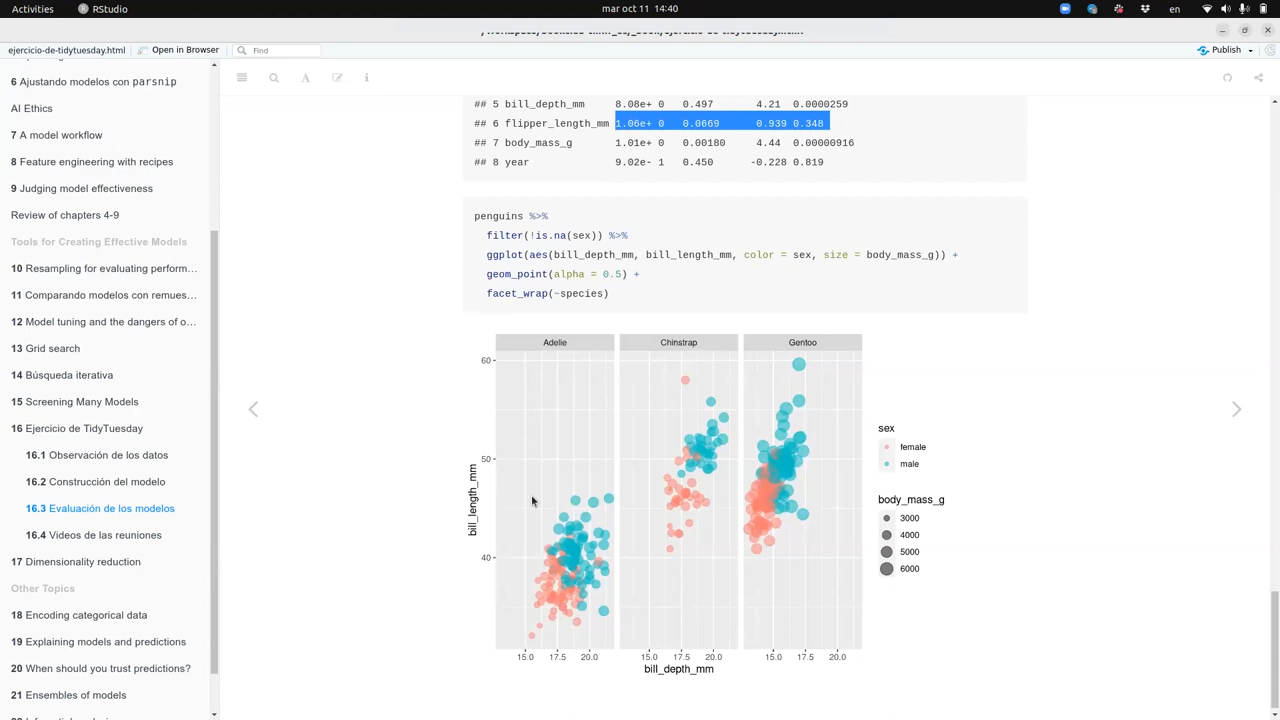 Activities RStudio mar oct 11 14:40 en
ejercicio-de-tidytuesday.html Open in Browser Find Publish
6 Ajustando modelos con parsnip
AI Ethics
7 A model workflow
8 Feature engineering with recipes
9 Judging model effectiveness
Review of chapters 4-9
Tools for Creating Effective Models
10 Resampling for evaluating perform…
11 Comparando modelos con remues…
12 Model tuning and the dangers of o…
13 Grid search
14 Búsqueda iterativa
15 Screening Many Models
16 Ejercicio de TidyTuesday
16.1 Observación de los datos
16.2 Construcción del modelo
16.3 Evaluación de los modelos
16.4 Videos de las reuniones
17 Dimensionality reduction
Other Topics
18 Encoding categorical data
19 Explaining models and predictions
20 When should you trust predictions?
21 Ensembles of models
## 5 bill_depth_mm 8.08e+ 0 0.497 4.21 0.0000259
## 6 flipper_length_mm 1.06e+ 0 0.0669 0.939 0.348
## 7 body_mass_g 1.01e+ 0 0.00180 4.44 0.00000916
## 8 year 9.02e- 1 0.450 -0.228 0.819
penguins %>%
filter(!is.na(sex)) %>%
ggplot(aes(bill_depth_mm, bill_length_mm, color = sex, size = body_mass_g)) +
geom_point(alpha = 0.5) +
facet_wrap(~species)
Adelie Chinstrap Gentoo
60
50
40
bill_length_mm
15.0 17.5 20.0 15.0 17.5 20.0 15.0 17.5 20.0
bill_depth_mm
sex
female
male
body_mass_g
3000
4000
5000
6000